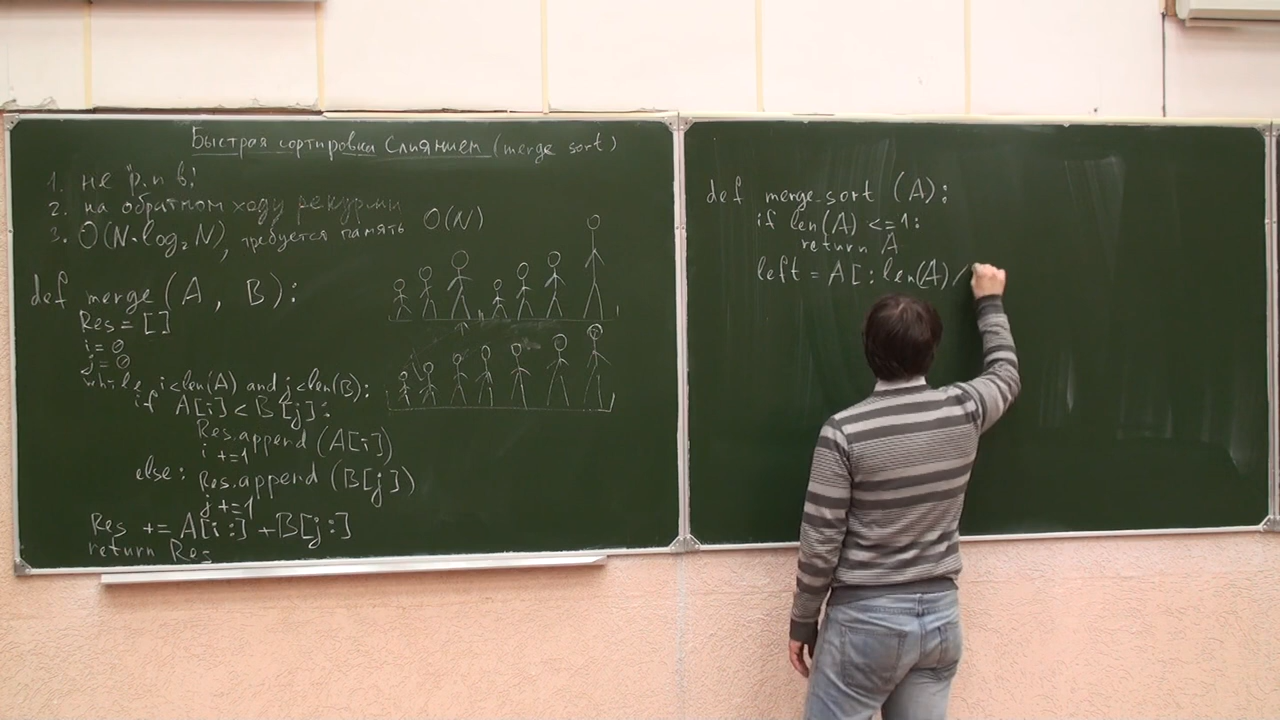 Быстрая сортировка Слиянием (merge sort)
1. не р.п в!
2. на обратном ходу рекурсии
3. O(N·log₂N), требуется память O(N)
def merge (A, B):
Res = []
i = 0
j = 0
while i<len(A) and j<len(B):
if A[i] < B[j]:
Res.append (A[i])
i += 1
else: Res.append (B[j])
j += 1
Res += A[i:] + B[j:]
return Res
def merge_sort (A):
if len(A) <= 1:
return A
left = A[:len(A)/